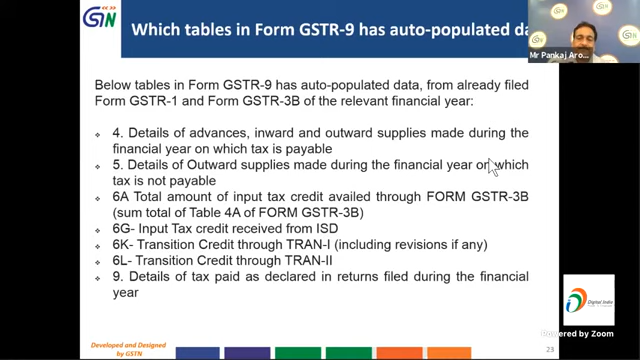 GSTN
Which tables in Form GSTR-9 has auto-populated da
Mr Pankaj Aro...
Below tables in Form GSTR-9 has auto-populated data, from already filed
Form GSTR-1 and Form GSTR-3B of the relevant financial year:
4. Details of advances, inward and outward supplies made during the
financial year on which tax is payable
5. Details of Outward supplies made during the financial year on which
tax is not payable
6A Total amount of input tax credit availed through FORM GSTR-3B
(sum total of Table 4A of FORM GSTR-3B)
6G- Input Tax credit received from ISD
6K- Transition Credit through TRAN-I (including revisions if any)
6L- Transition Credit through TRAN-II
9. Details of tax paid as declared in returns filed during the financial
year
Digital India
Powered by Zoom
Developed and Designed
by GSTN
23